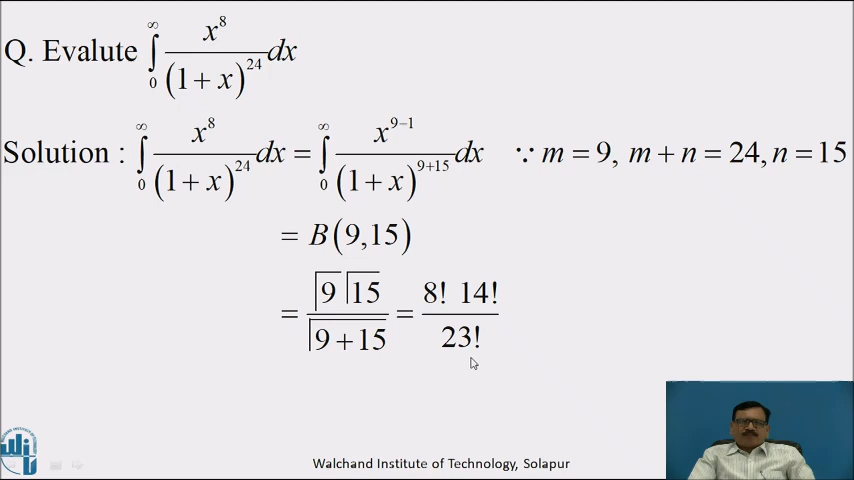 Q. Evalute ∫₀^∞ x⁸/(1+x)²⁴ dx
Solution : ∫₀^∞ x⁸/(1+x)²⁴ dx = ∫₀^∞ x⁹⁻¹/(1+x)⁹⁺¹⁵ dx ∵ m = 9, m + n = 24, n = 15
= B(9,15)
= ⌈9 ⌈15 / ⌈9+15 = 8! 14! / 23!
Walchand Institute of Technology, Solapur